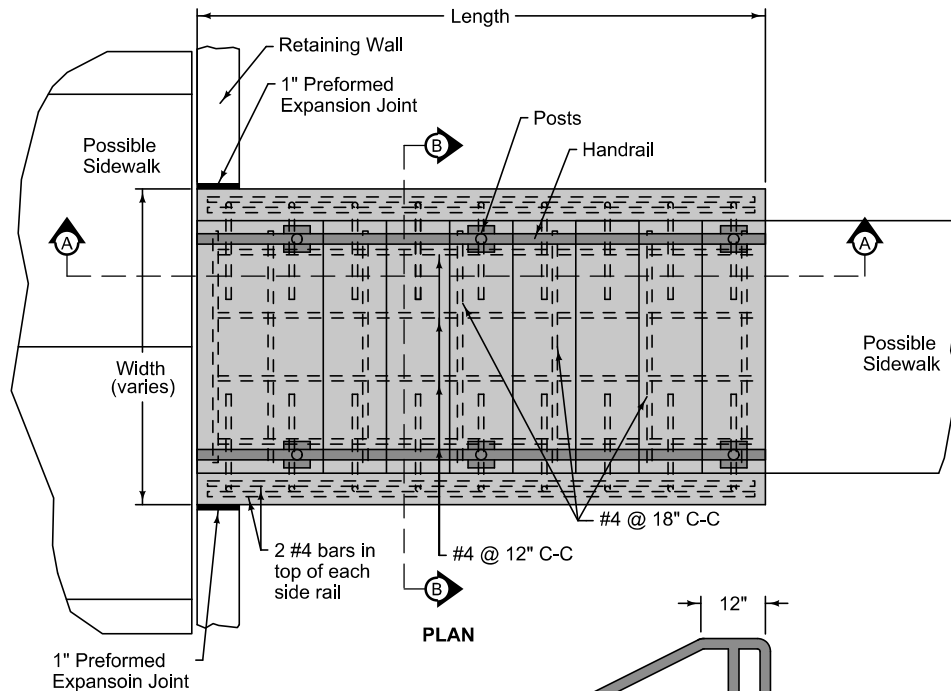 Length
Retaining Wall
1" Preformed
Expansion Joint
Posts
Handrail
B
Possible
Sidewalk
A
A
Width
(varies)
Possible
Sidewalk
#4 @ 18" C-C
#4 @ 12" C-C
2 #4 bars in
top of each
side rail
B
PLAN
12"
1" Preformed
Expansoin Joint